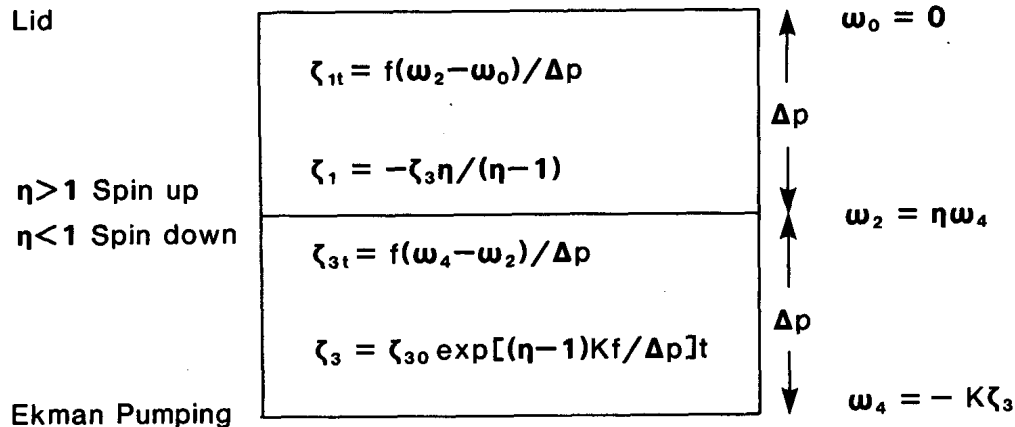 Lid
ω₀ = 0
ζ₁ₜ = f(ω₂−ω₀)/Δp
Δp
ζ₁ = −ζ₃η/(η−1)
η>1 Spin up
ω₂ = ηω₄
η<1 Spin down
ζ₃ₜ = f(ω₄−ω₂)/Δp
Δp
ζ₃ = ζ₃₀ exp[(η−1)Kf/Δp]t
Ekman Pumping
ω₄ = − Kζ₃